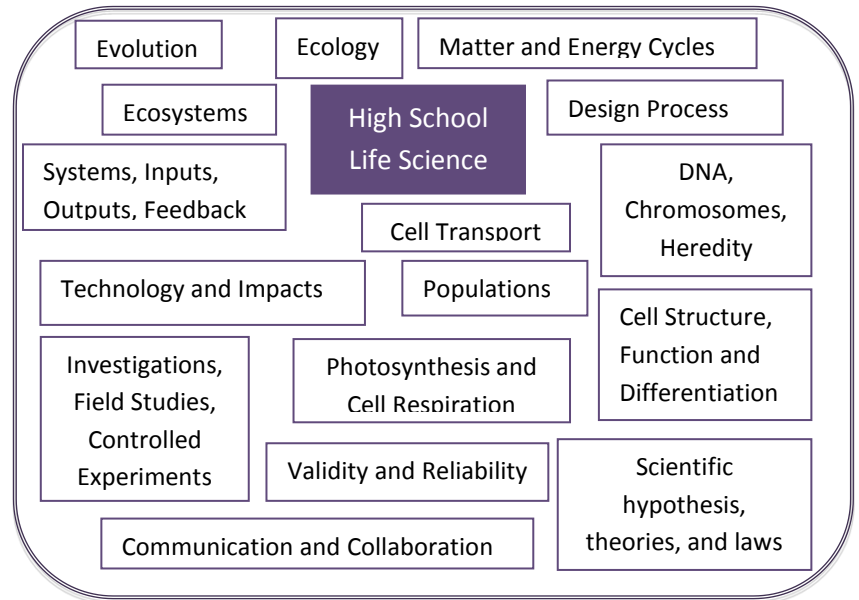 Evolution
Ecology
Matter and Energy Cycles
Ecosystems
High School
Life Science
Design Process
Systems, Inputs,
Outputs, Feedback
DNA,
Chromosomes,
Heredity
Cell Transport
Technology and Impacts
Populations
Cell Structure,
Function and
Differentiation
Investigations,
Field Studies,
Controlled
Experiments
Photosynthesis and
Cell Respiration
Validity and Reliability
Scientific
hypothesis,
theories, and laws
Communication and Collaboration